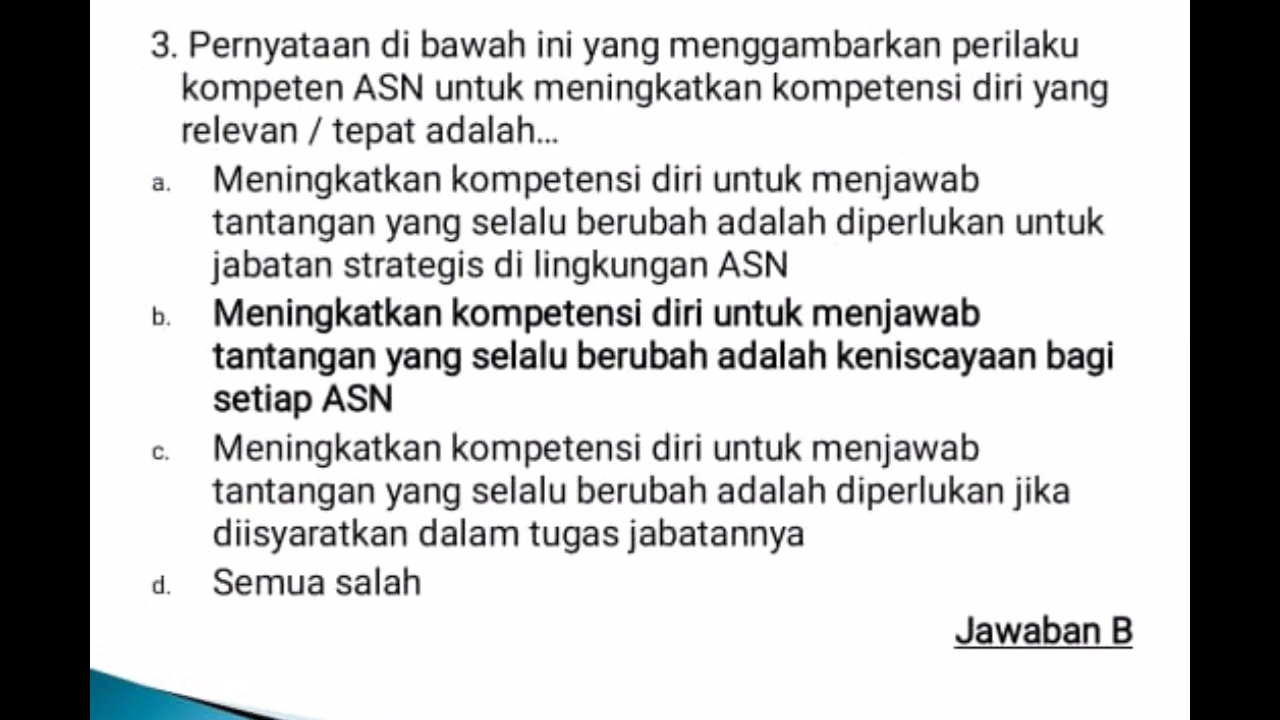 3. Pernyataan di bawah ini yang menggambarkan perilaku
kompeten ASN untuk meningkatkan kompetensi diri yang
relevan / tepat adalah...
a. Meningkatkan kompetensi diri untuk menjawab
tantangan yang selalu berubah adalah diperlukan untuk
jabatan strategis di lingkungan ASN
b. Meningkatkan kompetensi diri untuk menjawab
tantangan yang selalu berubah adalah keniscayaan bagi
setiap ASN
c. Meningkatkan kompetensi diri untuk menjawab
tantangan yang selalu berubah adalah diperlukan jika
diisyaratkan dalam tugas jabatannya
d. Semua salah
Jawaban B